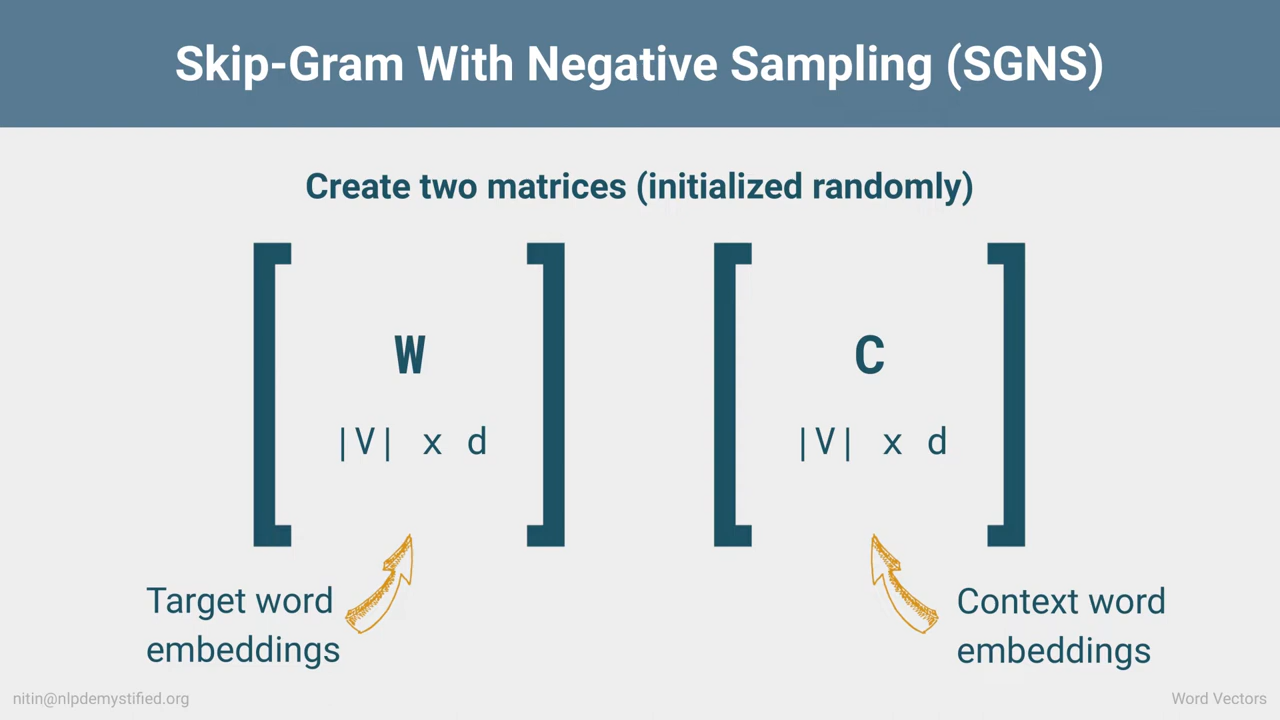 Skip-Gram With Negative Sampling (SGNS)
Create two matrices (initialized randomly)
W
|V| x d
C
|V| x d
Target word
embeddings
Context word
embeddings
nitin@nlpdemystified.org
Word Vectors